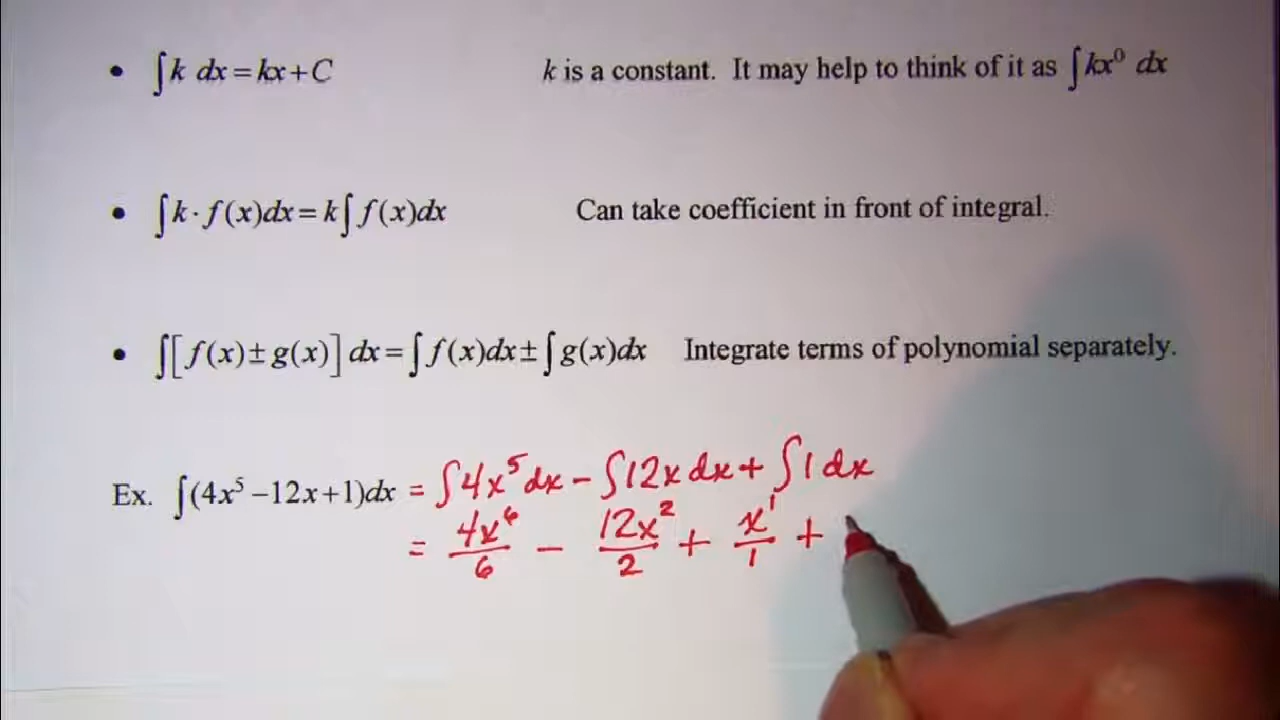 • ∫k dx = kx + C k is a constant. It may help to think of it as ∫kx⁰ dx
• ∫k · f(x)dx = k∫f(x)dx Can take coefficient in front of integral.
• ∫[f(x) ± g(x)] dx = ∫f(x)dx ± ∫g(x)dx Integrate terms of polynomial separately.
Ex. ∫(4x⁵ − 12x + 1)dx = ∫4x⁵ dx − ∫12x dx + ∫1 dx
= 4x⁶/6 − 12x²/2 + x¹/1 +